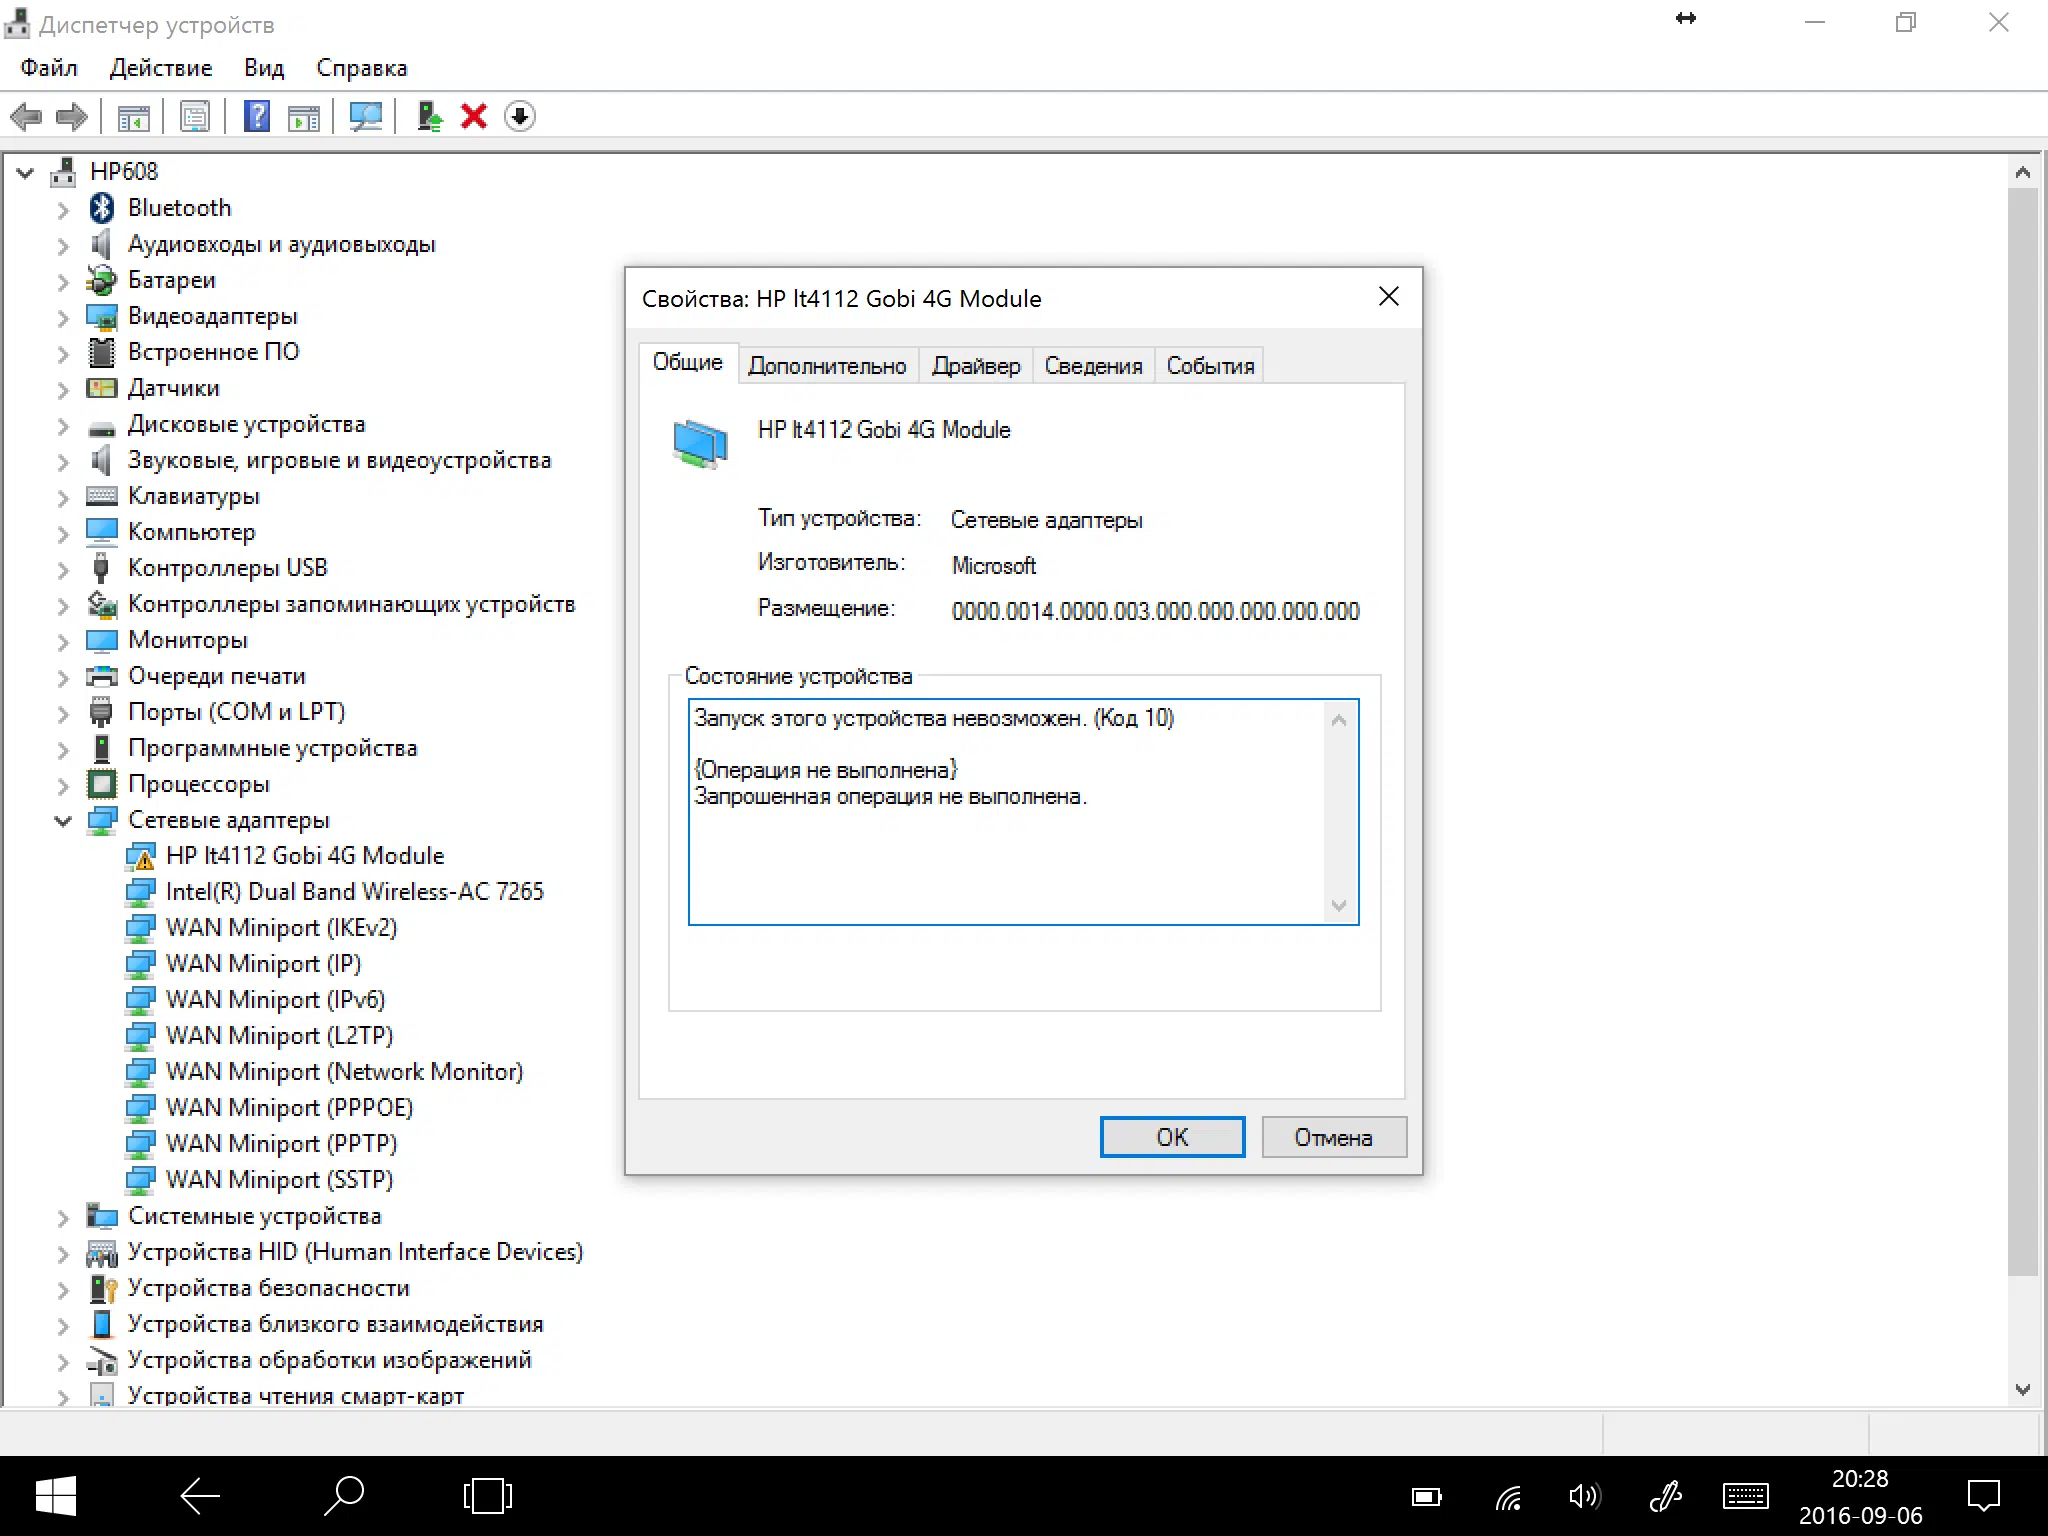 Диспетчер устройств
Файл Действие Вид Справка
HP608
Bluetooth
Аудиовходы и аудиовыходы
Батареи
Видеоадаптеры
Встроенное ПО
Датчики
Дисковые устройства
Звуковые, игровые и видеоустройства
Клавиатуры
Компьютер
Контроллеры USB
Контроллеры запоминающих устройств
Мониторы
Очереди печати
Порты (COM и LPT)
Программные устройства
Процессоры
Сетевые адаптеры
HP lt4112 Gobi 4G Module
Intel(R) Dual Band Wireless-AC 7265
WAN Miniport (IKEv2)
WAN Miniport (IP)
WAN Miniport (IPv6)
WAN Miniport (L2TP)
WAN Miniport (Network Monitor)
WAN Miniport (PPPOE)
WAN Miniport (PPTP)
WAN Miniport (SSTP)
Системные устройства
Устройства HID (Human Interface Devices)
Устройства безопасности
Устройства близкого взаимодействия
Устройства обработки изображений
Устройства чтения смарт-карт
Свойства: HP lt4112 Gobi 4G Module
Общие Дополнительно Драйвер Сведения События
HP lt4112 Gobi 4G Module
Тип устройства: Сетевые адаптеры
Изготовитель: Microsoft
Размещение: 0000.0014.0000.003.000.000.000.000.000
Состояние устройства
Запуск этого устройства невозможен. (Код 10)
{Операция не выполнена}
Запрошенная операция не выполнена.
OK Отмена
20:28
2016-09-06